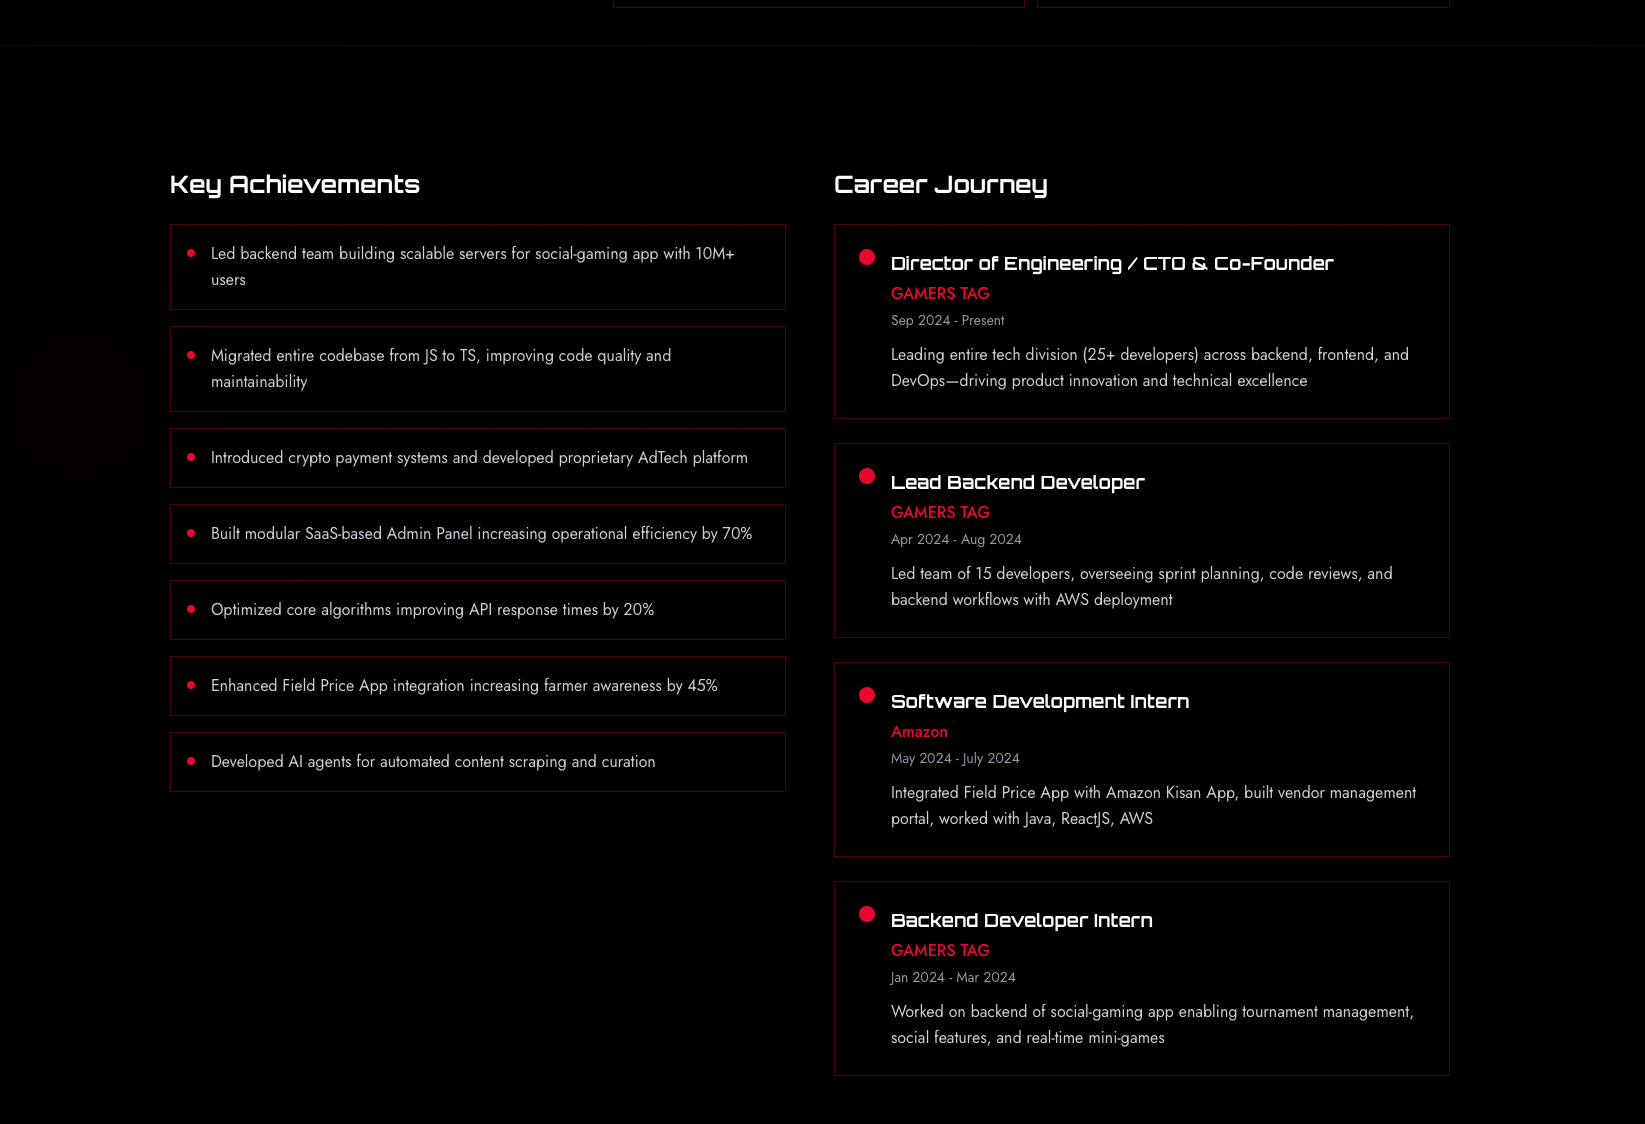 Key Achievements
Led backend team building scalable servers for social-gaming app with 10M+
users
Migrated entire codebase from JS to TS, improving code quality and
maintainability
Introduced crypto payment systems and developed proprietary AdTech platform
Built modular SaaS-based Admin Panel increasing operational efficiency by 70%
Optimized core algorithms improving API response times by 20%
Enhanced Field Price App integration increasing farmer awareness by 45%
Developed AI agents for automated content scraping and curation
Career Journey
Director of Engineering / CTO & Co-Founder
GAMERS TAG
Sep 2024 - Present
Leading entire tech division (25+ developers) across backend, frontend, and
DevOps—driving product innovation and technical excellence
Lead Backend Developer
GAMERS TAG
Apr 2024 - Aug 2024
Led team of 15 developers, overseeing sprint planning, code reviews, and
backend workflows with AWS deployment
Software Development Intern
Amazon
May 2024 - July 2024
Integrated Field Price App with Amazon Kisan App, built vendor management
portal, worked with Java, ReactJS, AWS
Backend Developer Intern
GAMERS TAG
Jan 2024 - Mar 2024
Worked on backend of social-gaming app enabling tournament management,
social features, and real-time mini-games